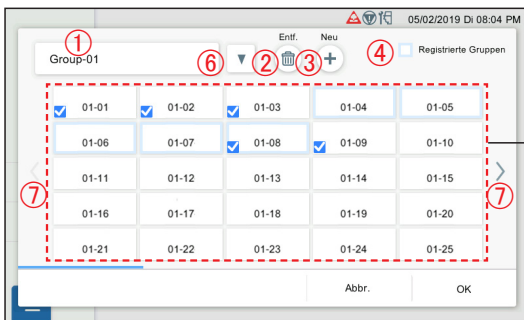 05/02/2019 Di 08:04 PM
① Entf. Neu
Group-01 ⑥ ▼ ② ③ + ④ Registrierte Gruppen
01-01 01-02 01-03 01-04 01-05
01-06 01-07 01-08 01-09 01-10
01-11 01-12 01-13 01-14 01-15
⑦ ⑦
01-16 01-17 01-18 01-19 01-20
01-21 01-22 01-23 01-24 01-25
Abbr. OK